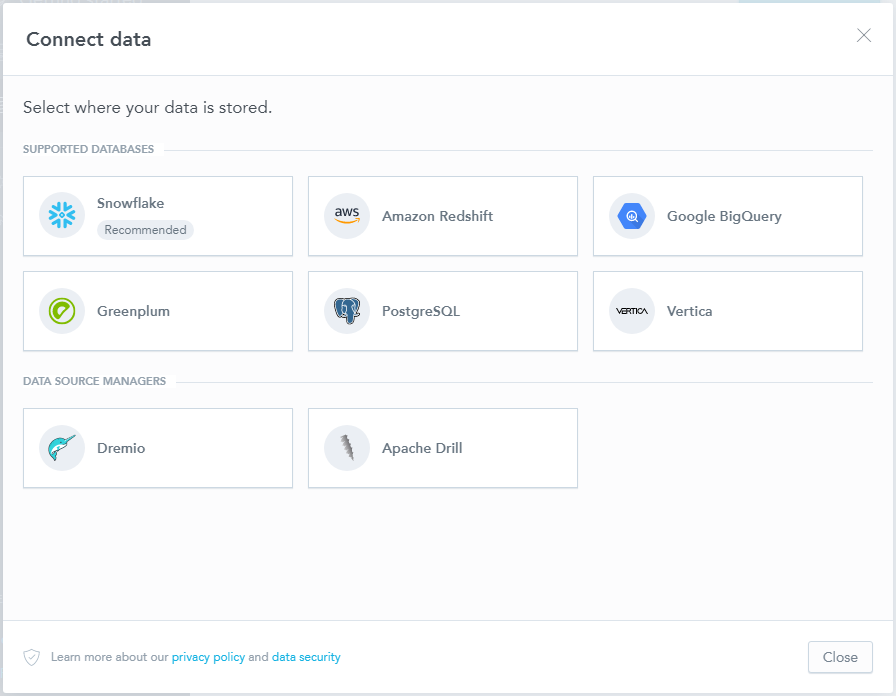 Connect data
Select where your data is stored.
SUPPORTED DATABASES
Snowflake
Recommended
aws
Amazon Redshift
Google BigQuery
Greenplum
PostgreSQL
VERTICA
Vertica
DATA SOURCE MANAGERS
Dremio
Apache Drill
Learn more about our privacy policy and data security
Close